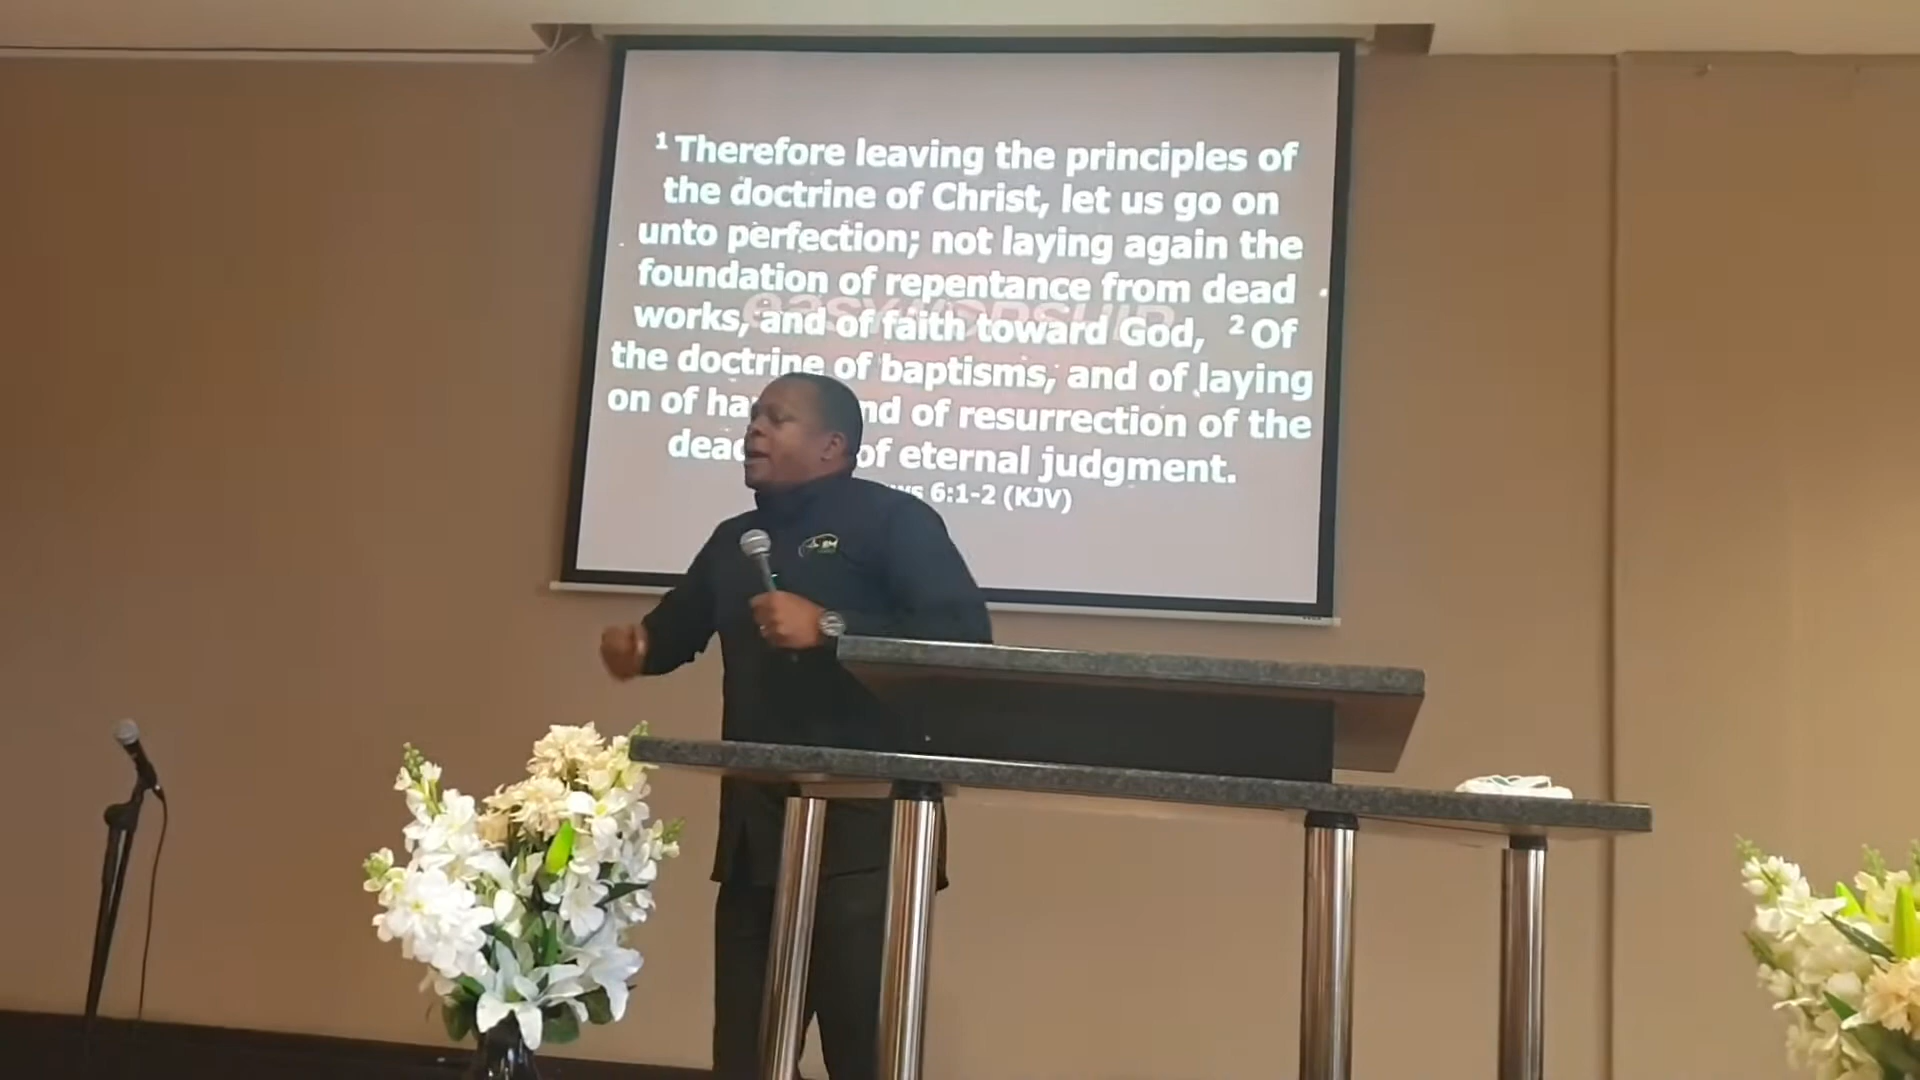 1 Therefore leaving the principles of
the doctrine of Christ, let us go on
unto perfection; not laying again the
foundation of repentance from dead
works, and of faith toward God, 2 Of
the doctrine of baptisms, and of laying
on of ha nd of resurrection of the
dead of eternal judgment.
ws 6:1-2 (KJV)
easyworship